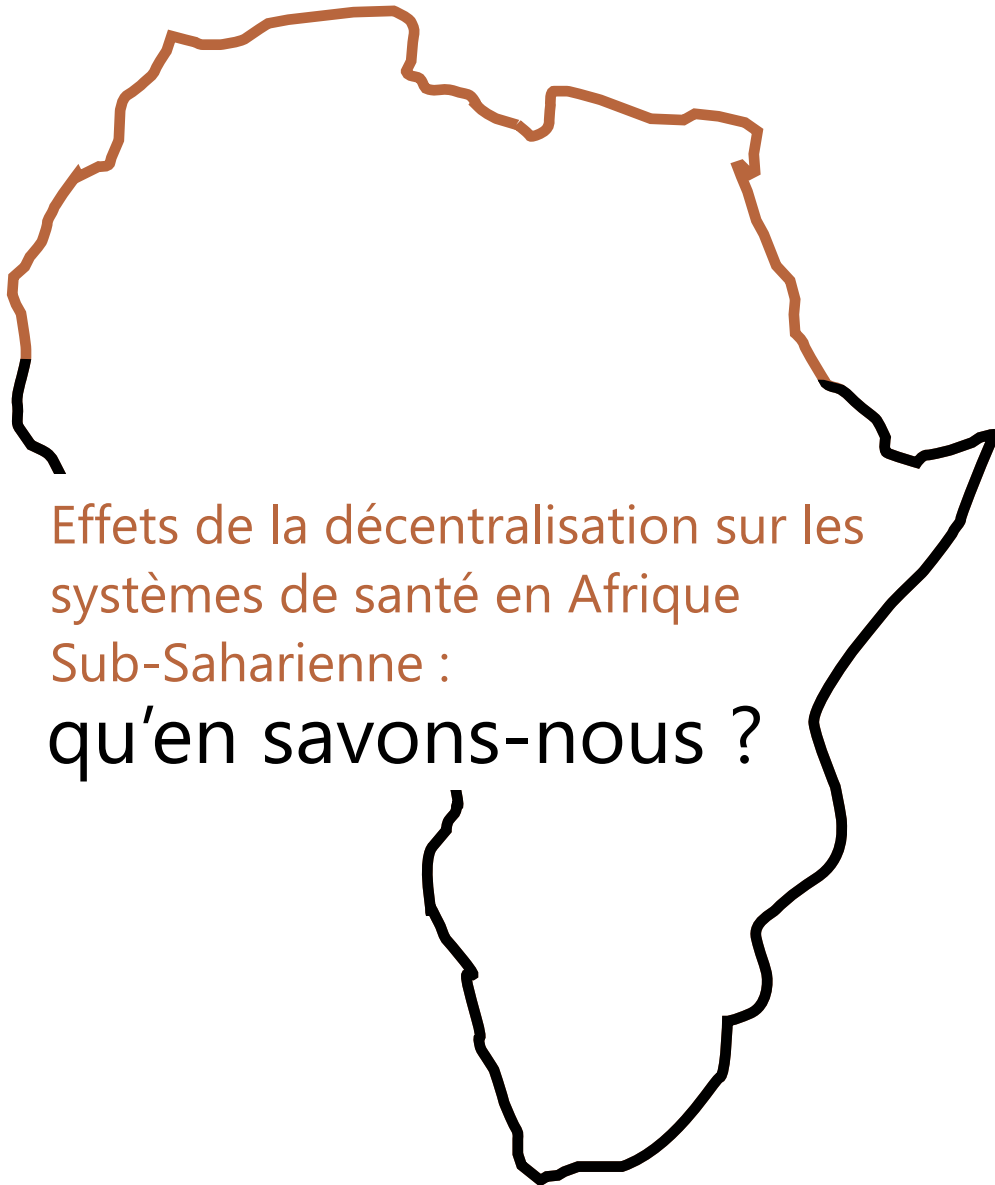 Effets de la décentralisation sur les
systèmes de santé en Afrique
Sub-Saharienne :
qu’en savons-nous ?